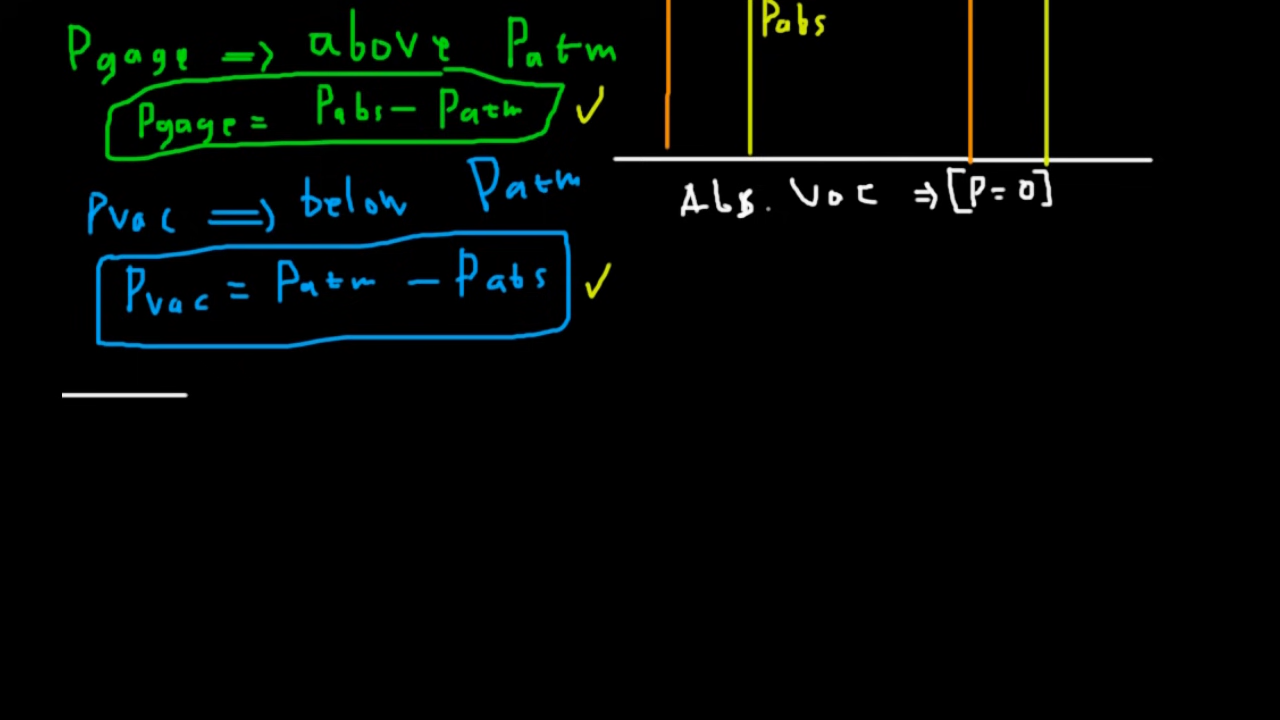 Pgage => above Patm
Pgage = Pabs - Patm ✓
Pvac => below Patm
Pvac = Patm - Pabs ✓
Pabs
Abs. Vac => [P=0]